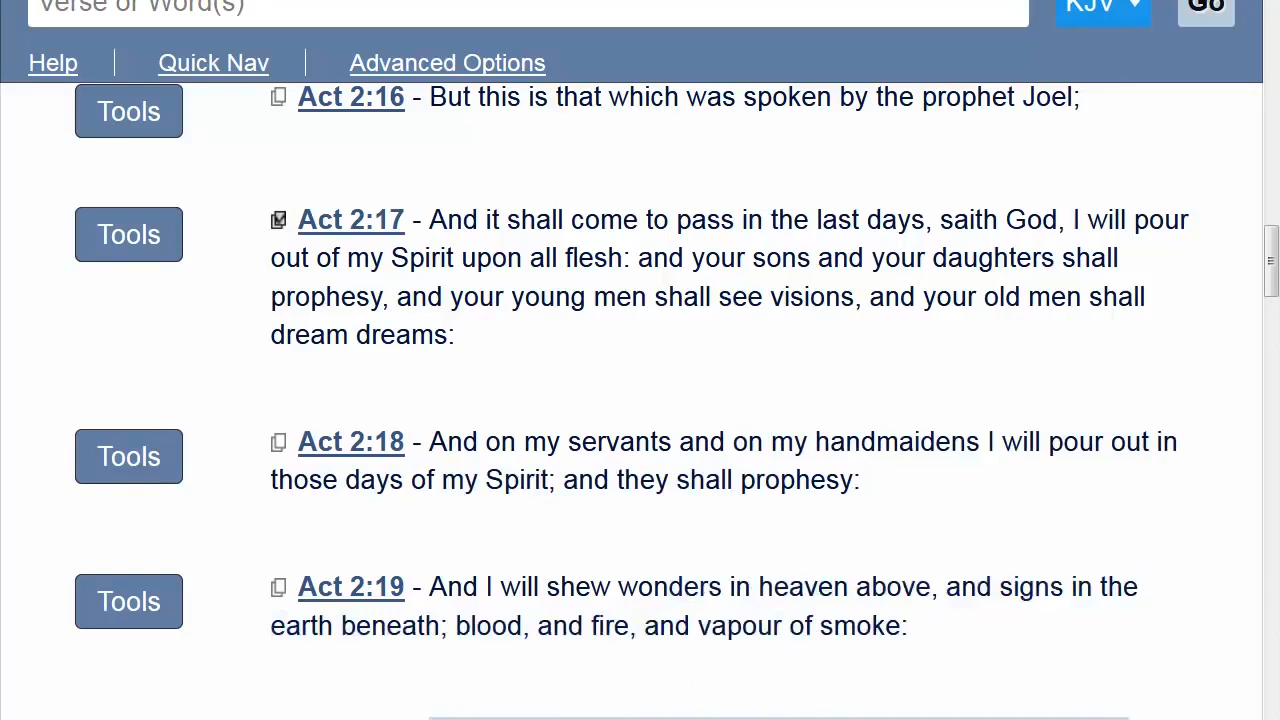 Verse or Word(s)
KJV
Go
Help
Quick Nav
Advanced Options
Tools
Act 2:16 - But this is that which was spoken by the prophet Joel;
Tools
Act 2:17 - And it shall come to pass in the last days, saith God, I will pour
out of my Spirit upon all flesh: and your sons and your daughters shall
prophesy, and your young men shall see visions, and your old men shall
dream dreams:
Tools
Act 2:18 - And on my servants and on my handmaidens I will pour out in
those days of my Spirit; and they shall prophesy:
Tools
Act 2:19 - And I will shew wonders in heaven above, and signs in the
earth beneath; blood, and fire, and vapour of smoke: